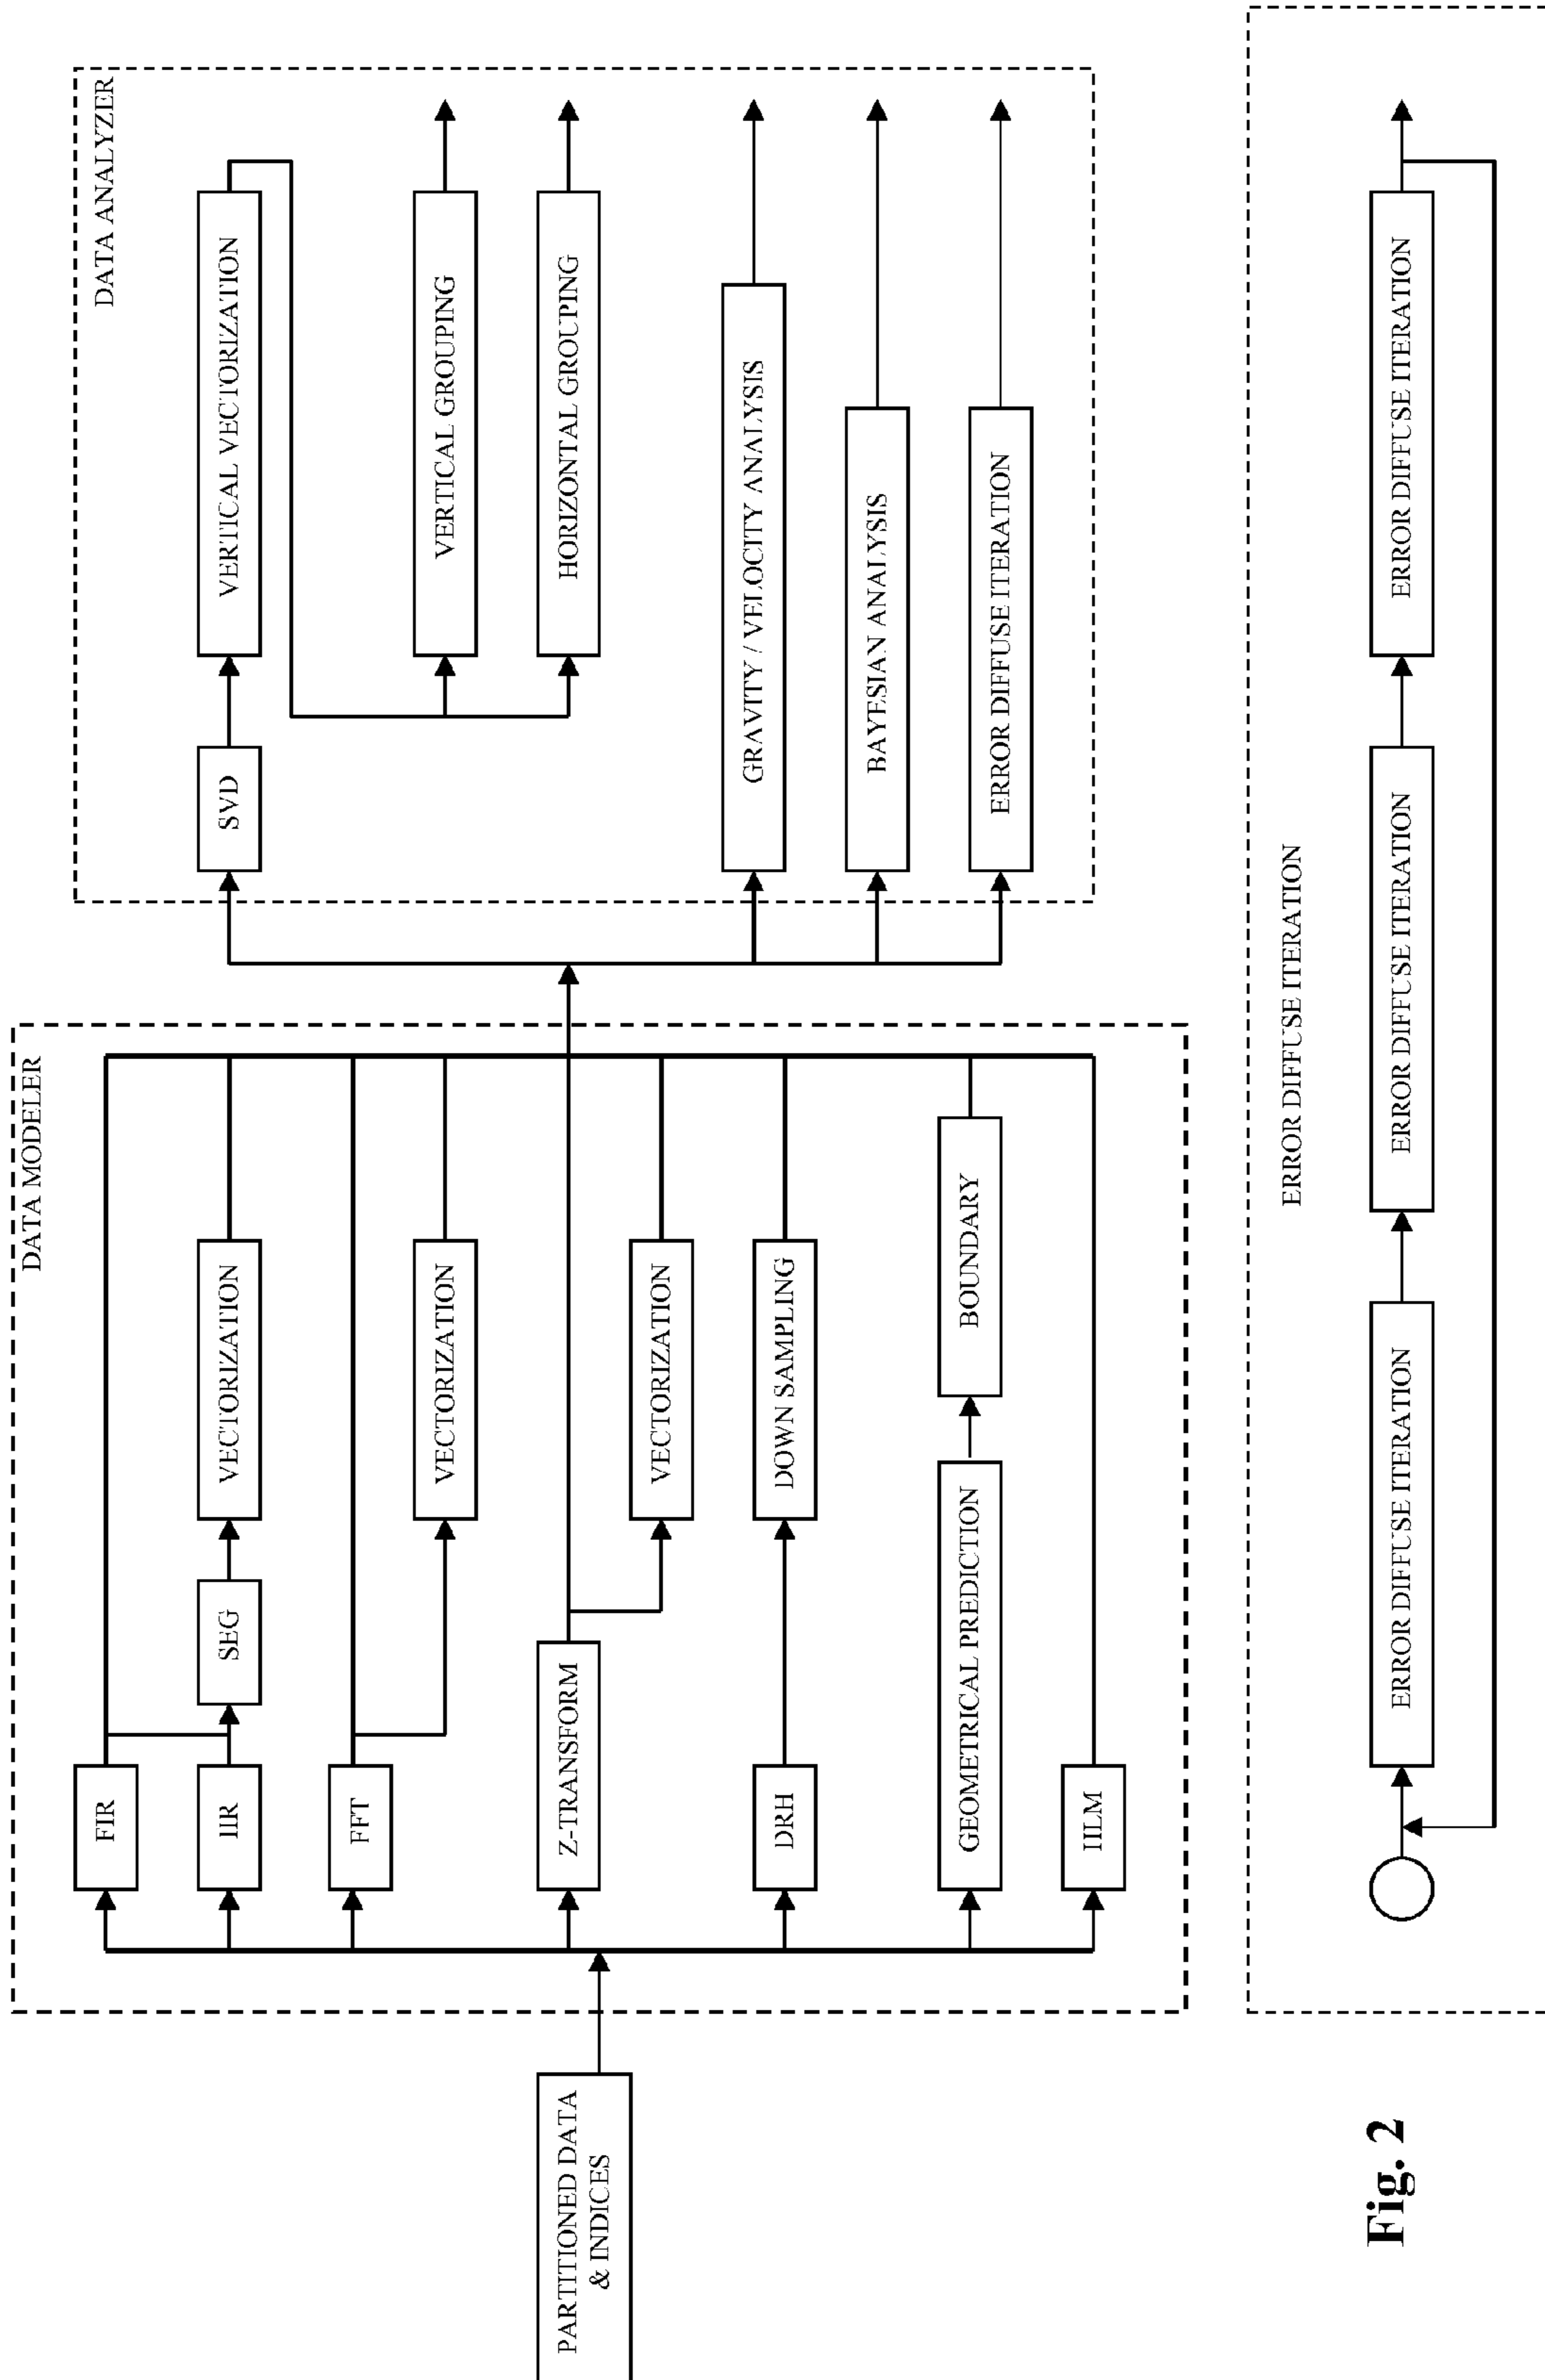 PARTITIONED DATA
& INDICES
DATA MODELER
FIR
IIR
SEG
VECTORIZATION
FFT
VECTORIZATION
Z-TRANSFORM
VECTORIZATION
DRH
DOWN SAMPLING
GEOMETRICAL PREDICTION
BOUNDARY
DATA ANALYZER
SVD
VERTICAL VECTORIZATION
VERTICAL GROUPING
HORIZONTAL GROUPING
GRAVITY / VELOCITY ANALYSIS
BAYESIAN ANALYSIS
ERROR DIFFUSE ITERATION
ERROR DIFFUSE ITERATION
ERROR DIFFUSE ITERATION
ERROR DIFFUSE ITERATION
ERROR DIFFUSE ITERATION
Fig. 2